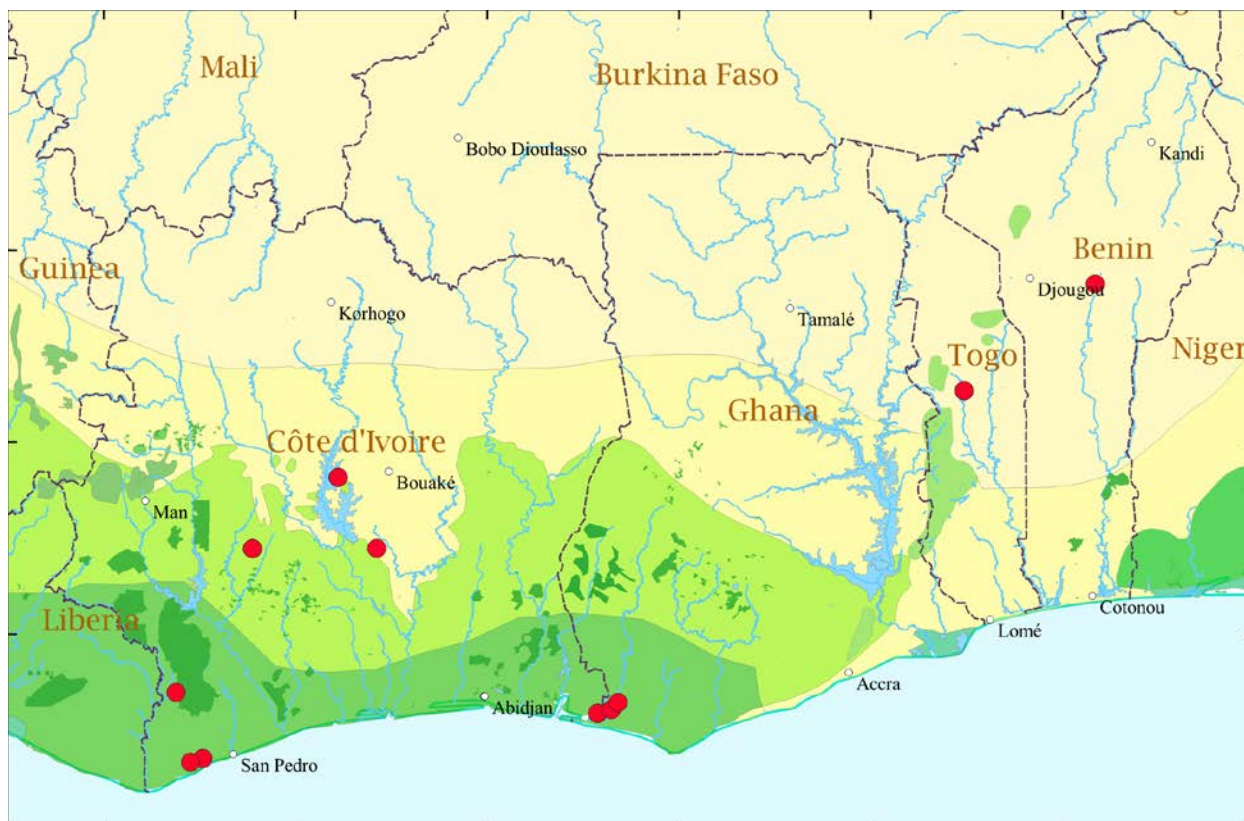 Mali
Burkina Faso
Bobo Dioulasso
Kandi
Guinea
Benin
Djougou
Korhogo
Tamalé
Togo
Niger
Ghana
Côte d'Ivoire
Bouaké
Man
Liberia
Cotonou
Lomé
Accra
Abidjan
San Pedro